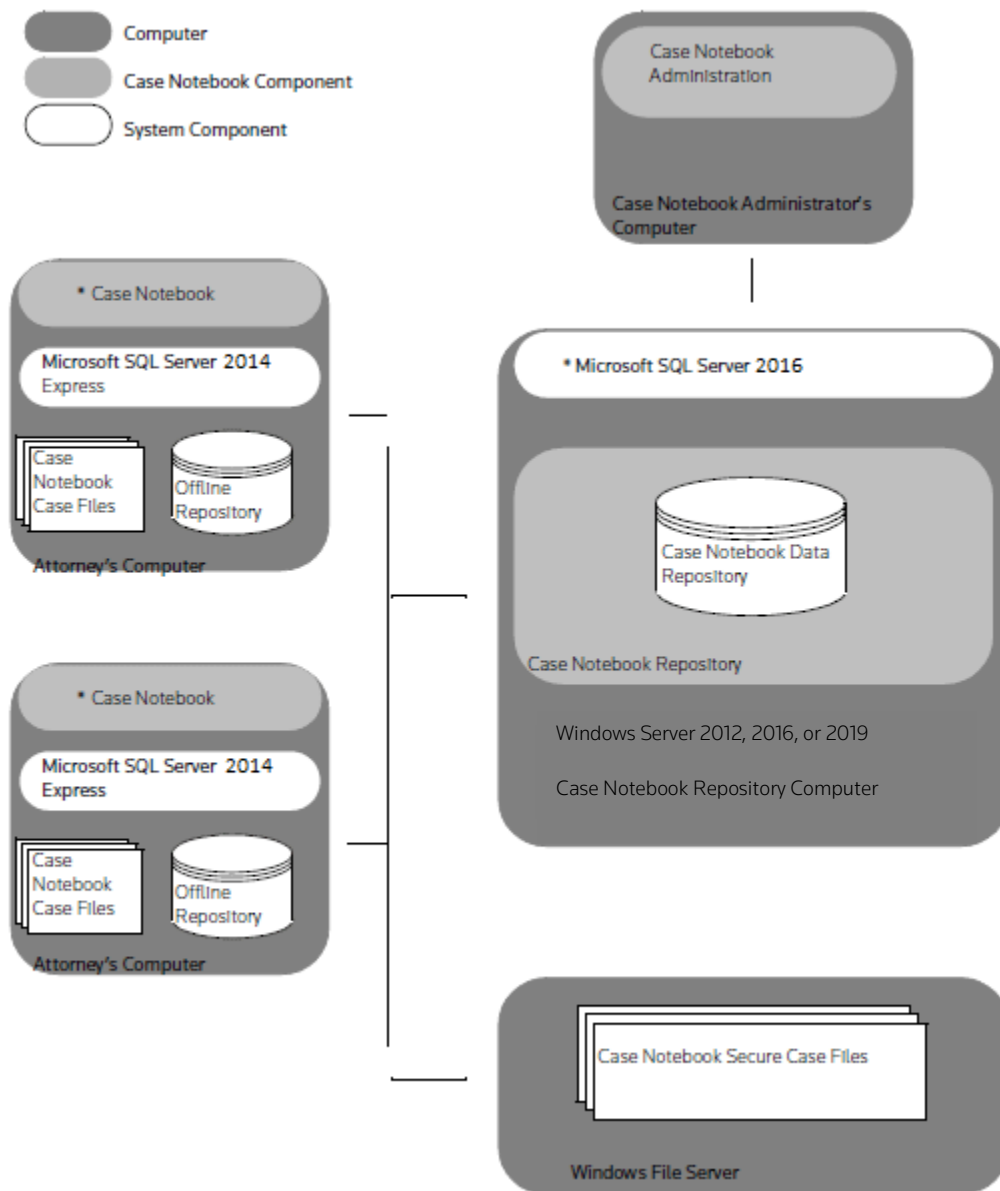 Computer
Case Notebook Component
System Component
Case Notebook
Administration
Case Notebook Administrator's
Computer
* Case Notebook
Microsoft SQL Server 2014
Express
Case
Notebook
Case Files
Offline
Repository
Attorney's Computer
* Microsoft SQL Server 2016
Case Notebook Data
Repository
Case Notebook Repository
Windows Server 2012, 2016, or 2019
Case Notebook Repository Computer
* Case Notebook
Microsoft SQL Server 2014
Express
Case
Notebook
Case Files
Offline
Repository
Attorney's Computer
Case Notebook Secure Case Files
Windows File Server